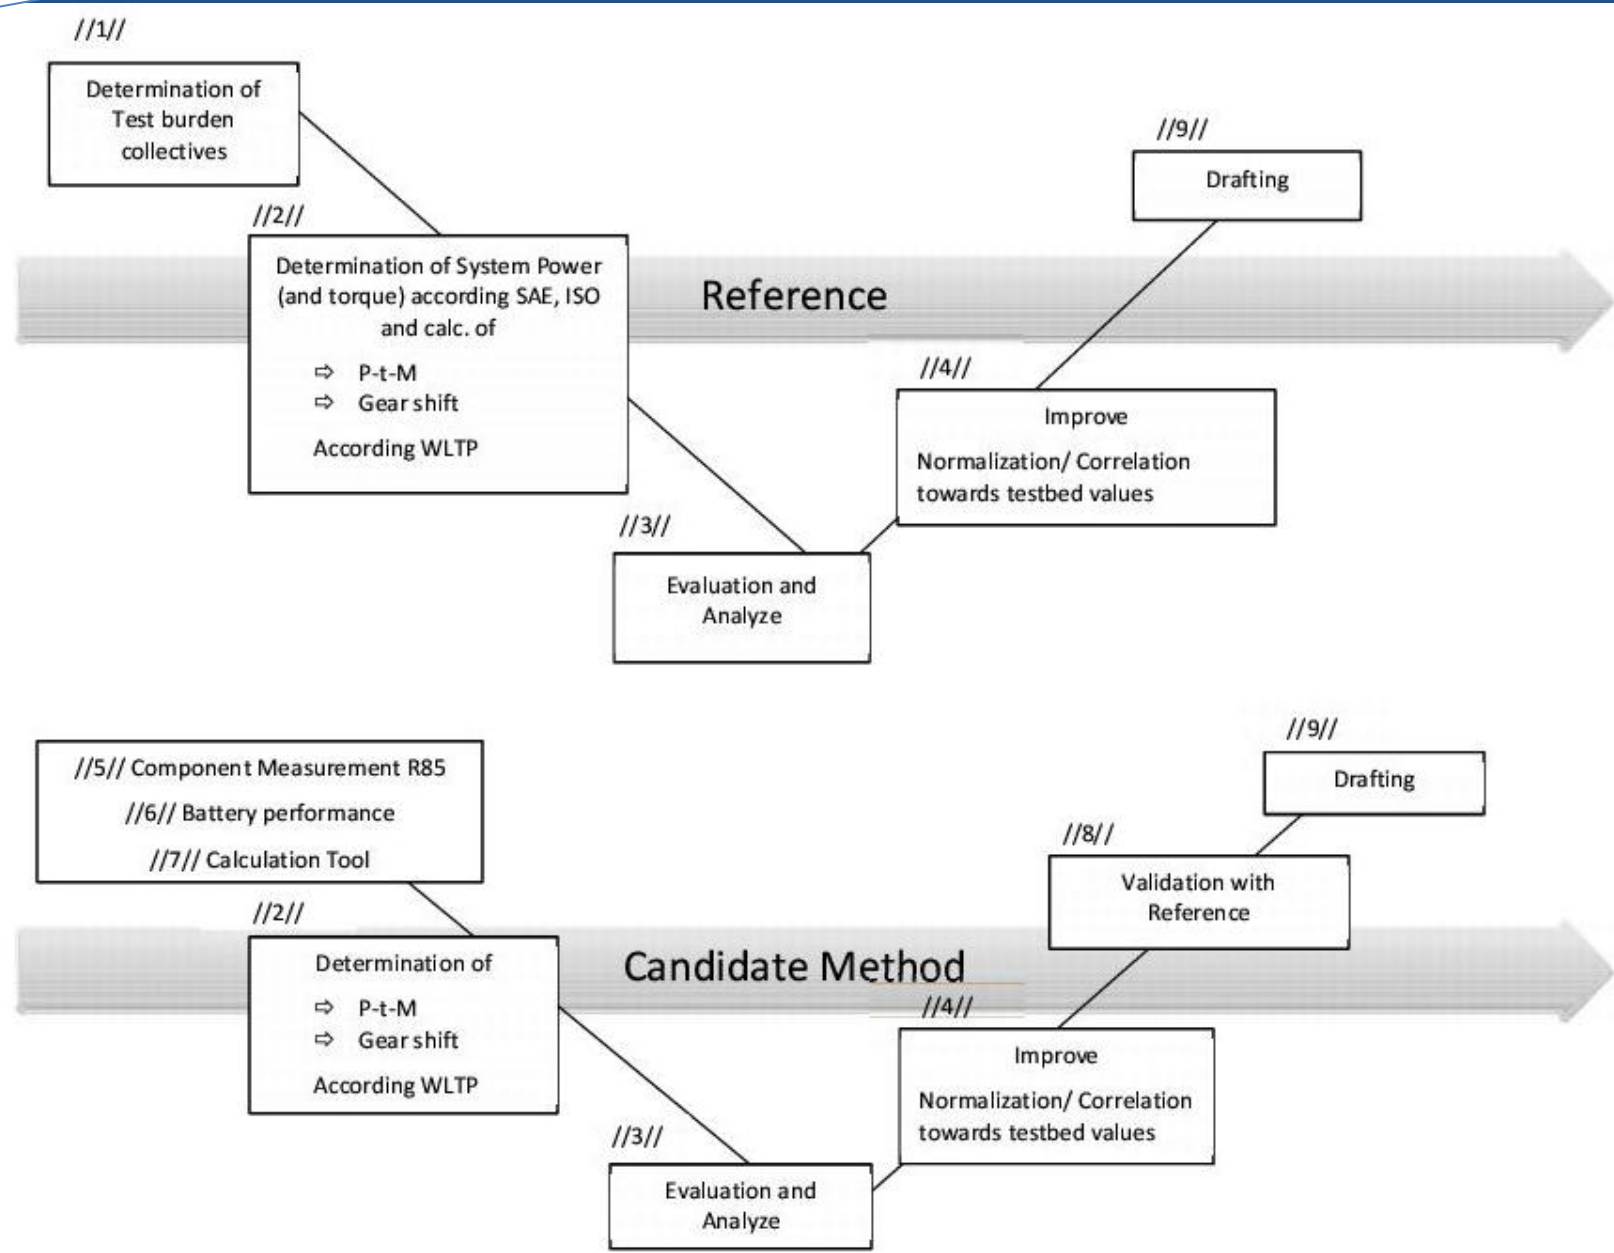 //1//
Determination of
Test burden
collectives
//2//
Determination of System Power
(and torque) according SAE, ISO
and calc. of
⇨ P-t-M
⇨ Gear shift
According WLTP
Reference
//9//
Drafting
//4//
Improve
Normalization/ Correlation
towards testbed values
//3//
Evaluation and
Analyze
//5// Component Measurement R85
//6// Battery performance
//7// Calculation Tool
//2//
Determination of
⇨ P-t-M
⇨ Gear shift
According WLTP
Candidate Method
//9//
Drafting
//8//
Validation with
Reference
//4//
Improve
Normalization/ Correlation
towards testbed values
//3//
Evaluation and
Analyze